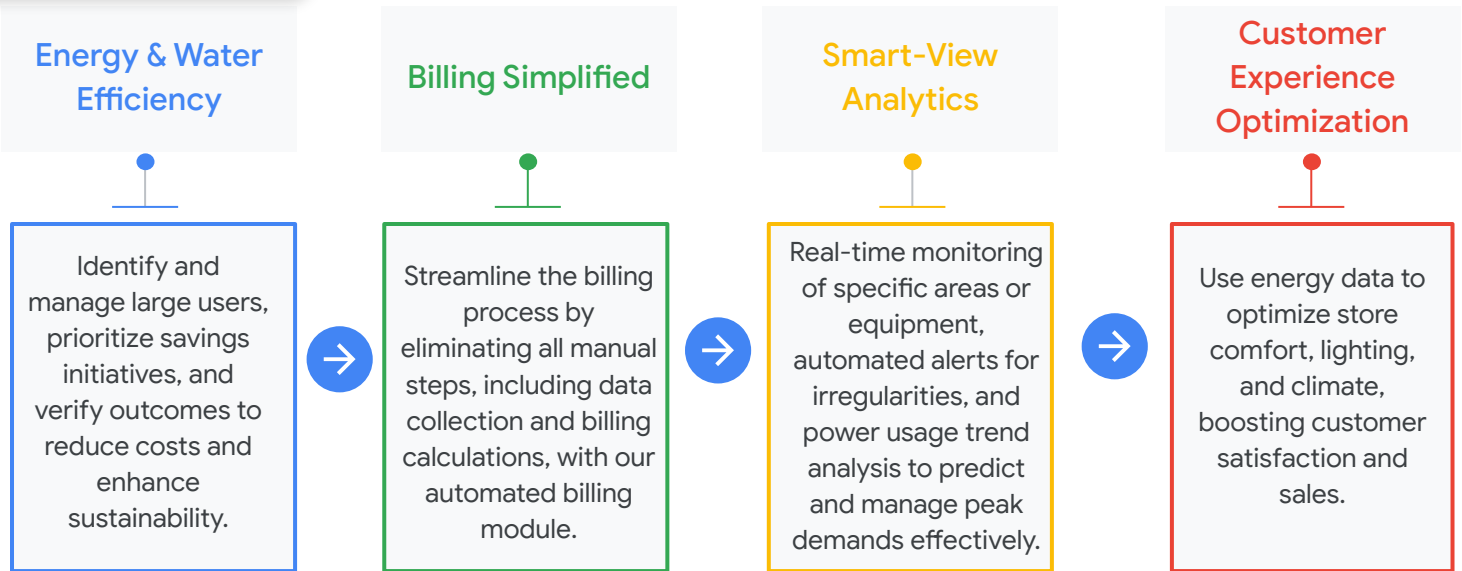 Energy & Water
Efficiency
Billing Simplified
Smart-View
Analytics
Customer
Experience
Optimization
Identify and
manage large users,
prioritize savings
initiatives, and
verify outcomes to
reduce costs and
enhance
sustainability.
Streamline the billing
process by
eliminating all manual
steps, including data
collection and billing
calculations, with our
automated billing
module.
Real-time monitoring
of specific areas or
equipment,
automated alerts for
irregularities, and
power usage trend
analysis to predict
and manage peak
demands effectively.
Use energy data to
optimize store
comfort, lighting,
and climate,
boosting customer
satisfaction and
sales.